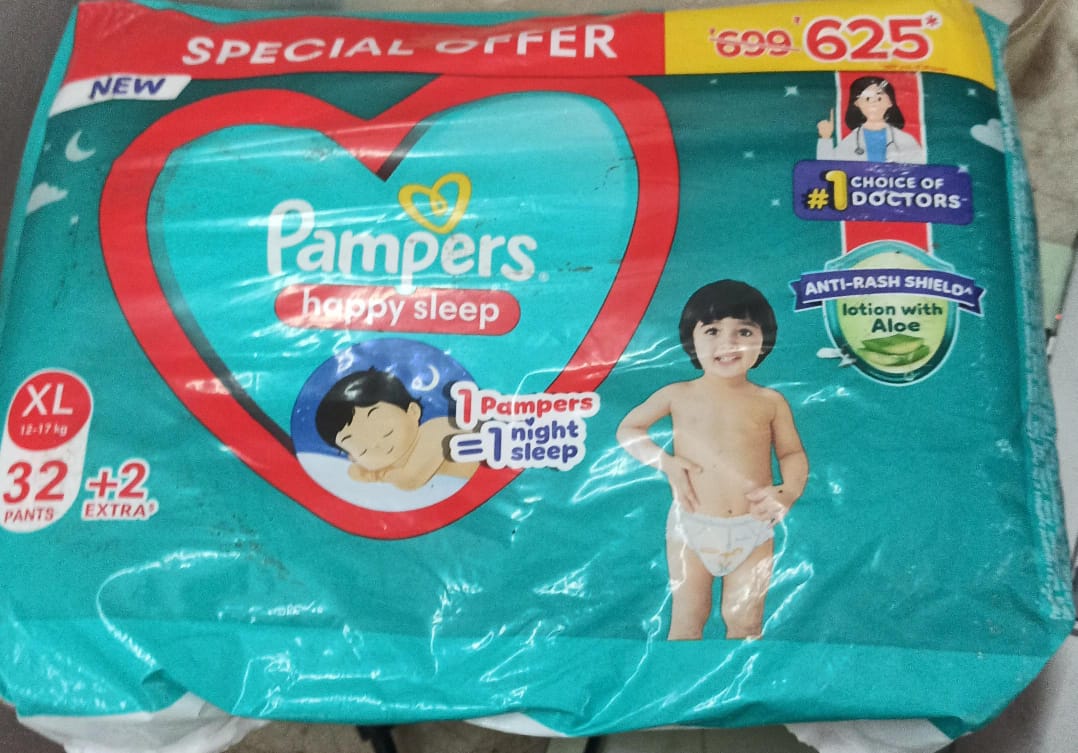 SPECIAL OFFER
'699 '625*
NEW
#1 CHOICE OF
DOCTORS~
Pampers
happy sleep
ANTI-RASH SHIELD^
lotion with
Aloe
1 Pampers
=1 night
sleep
XL
12-17 kg
32 +2
PANTS EXTRA